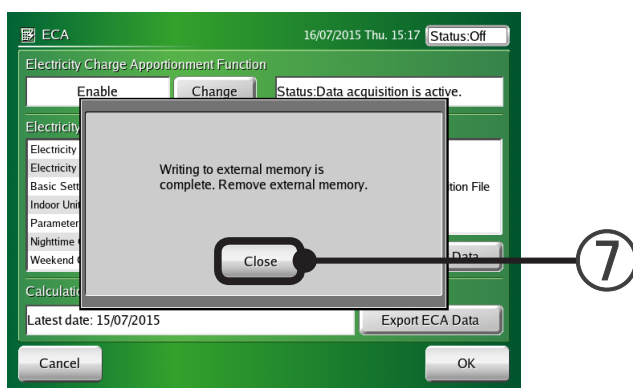 ECA
16/07/2015 Thu. 15:17
Status:Off
Electricity Charge Apportionment Function
Enable
Change
Status:Data acquisition is active.
Electricity
Electricity
Electricity
Basic Sett
Indoor Unit
Parameter
Nighttime
Weekend
tion File
Data
Writing to external memory is
complete. Remove external memory.
Close
7
Calculatio
Latest date: 15/07/2015
Export ECA Data
Cancel
OK